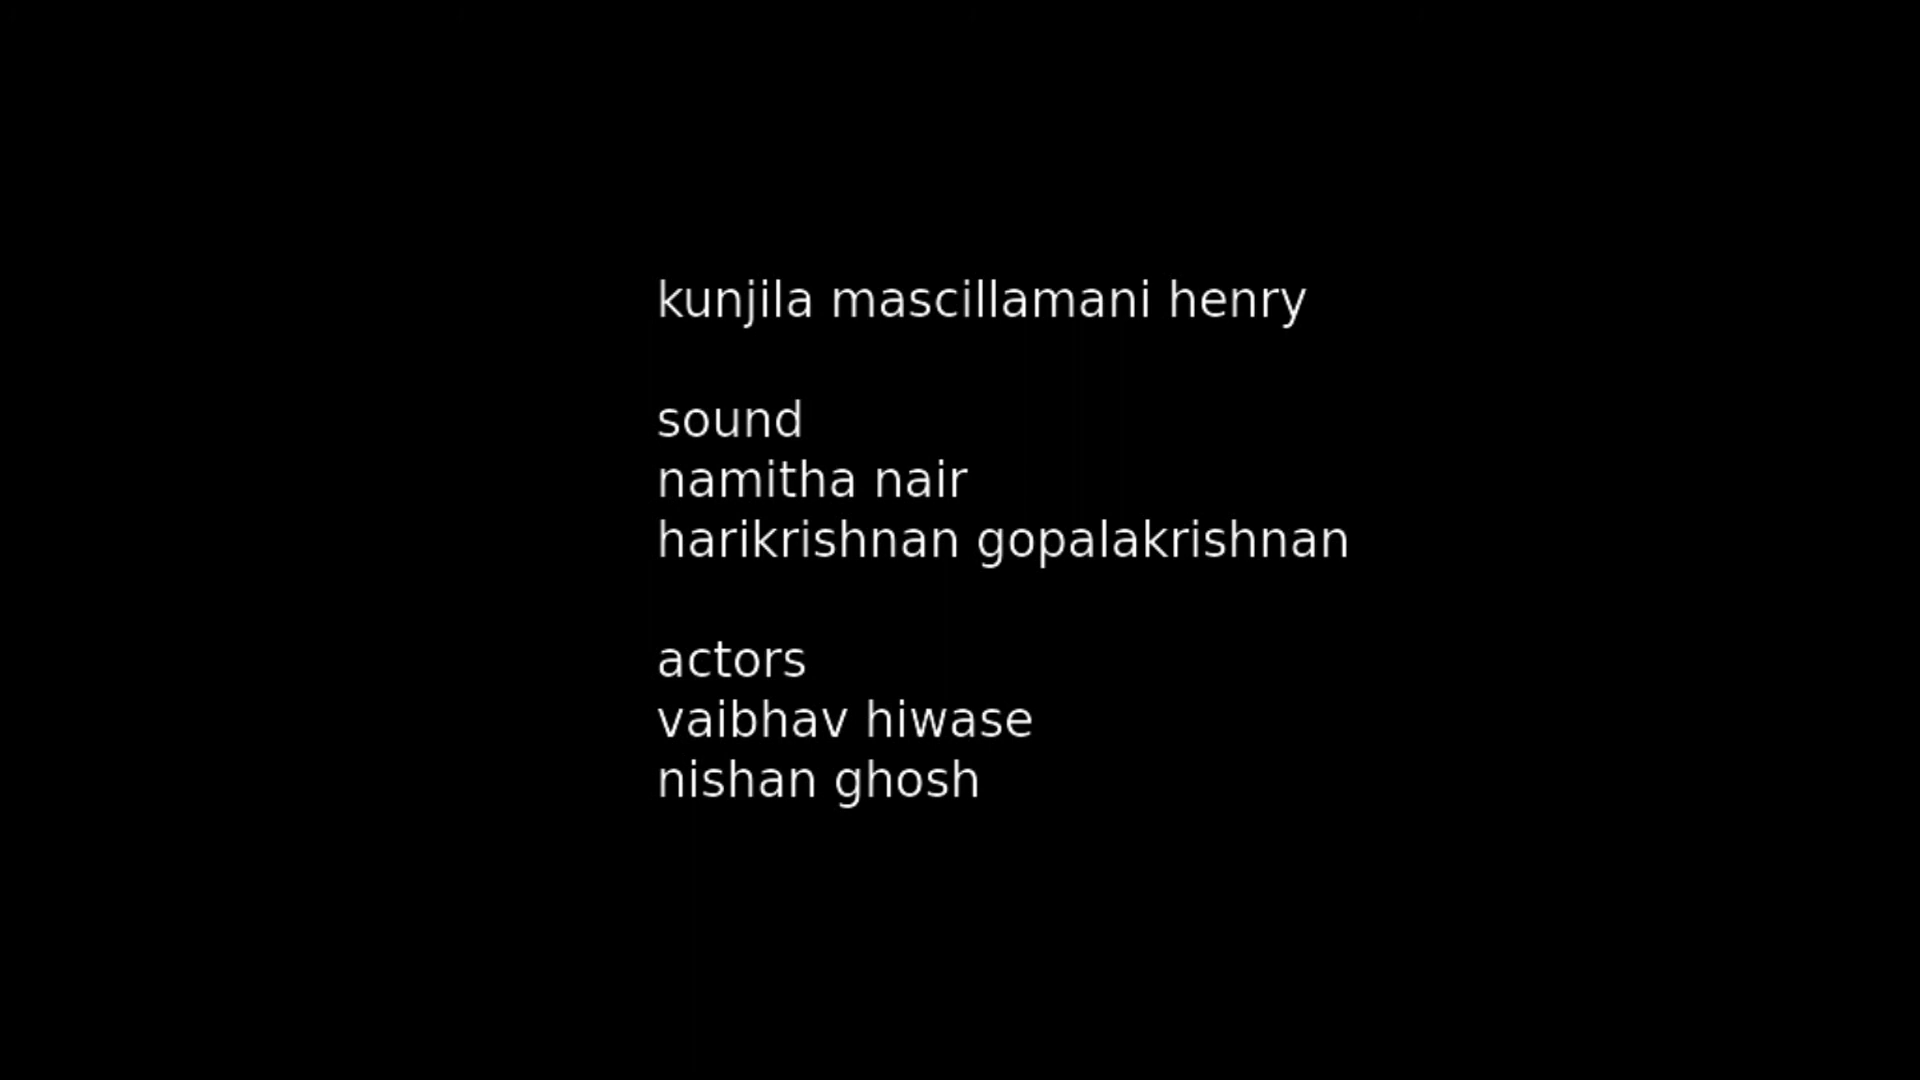 kunjila mascillamani henry
sound
namitha nair
harikrishnan gopalakrishnan
actors
vaibhav hiwase
nishan ghosh